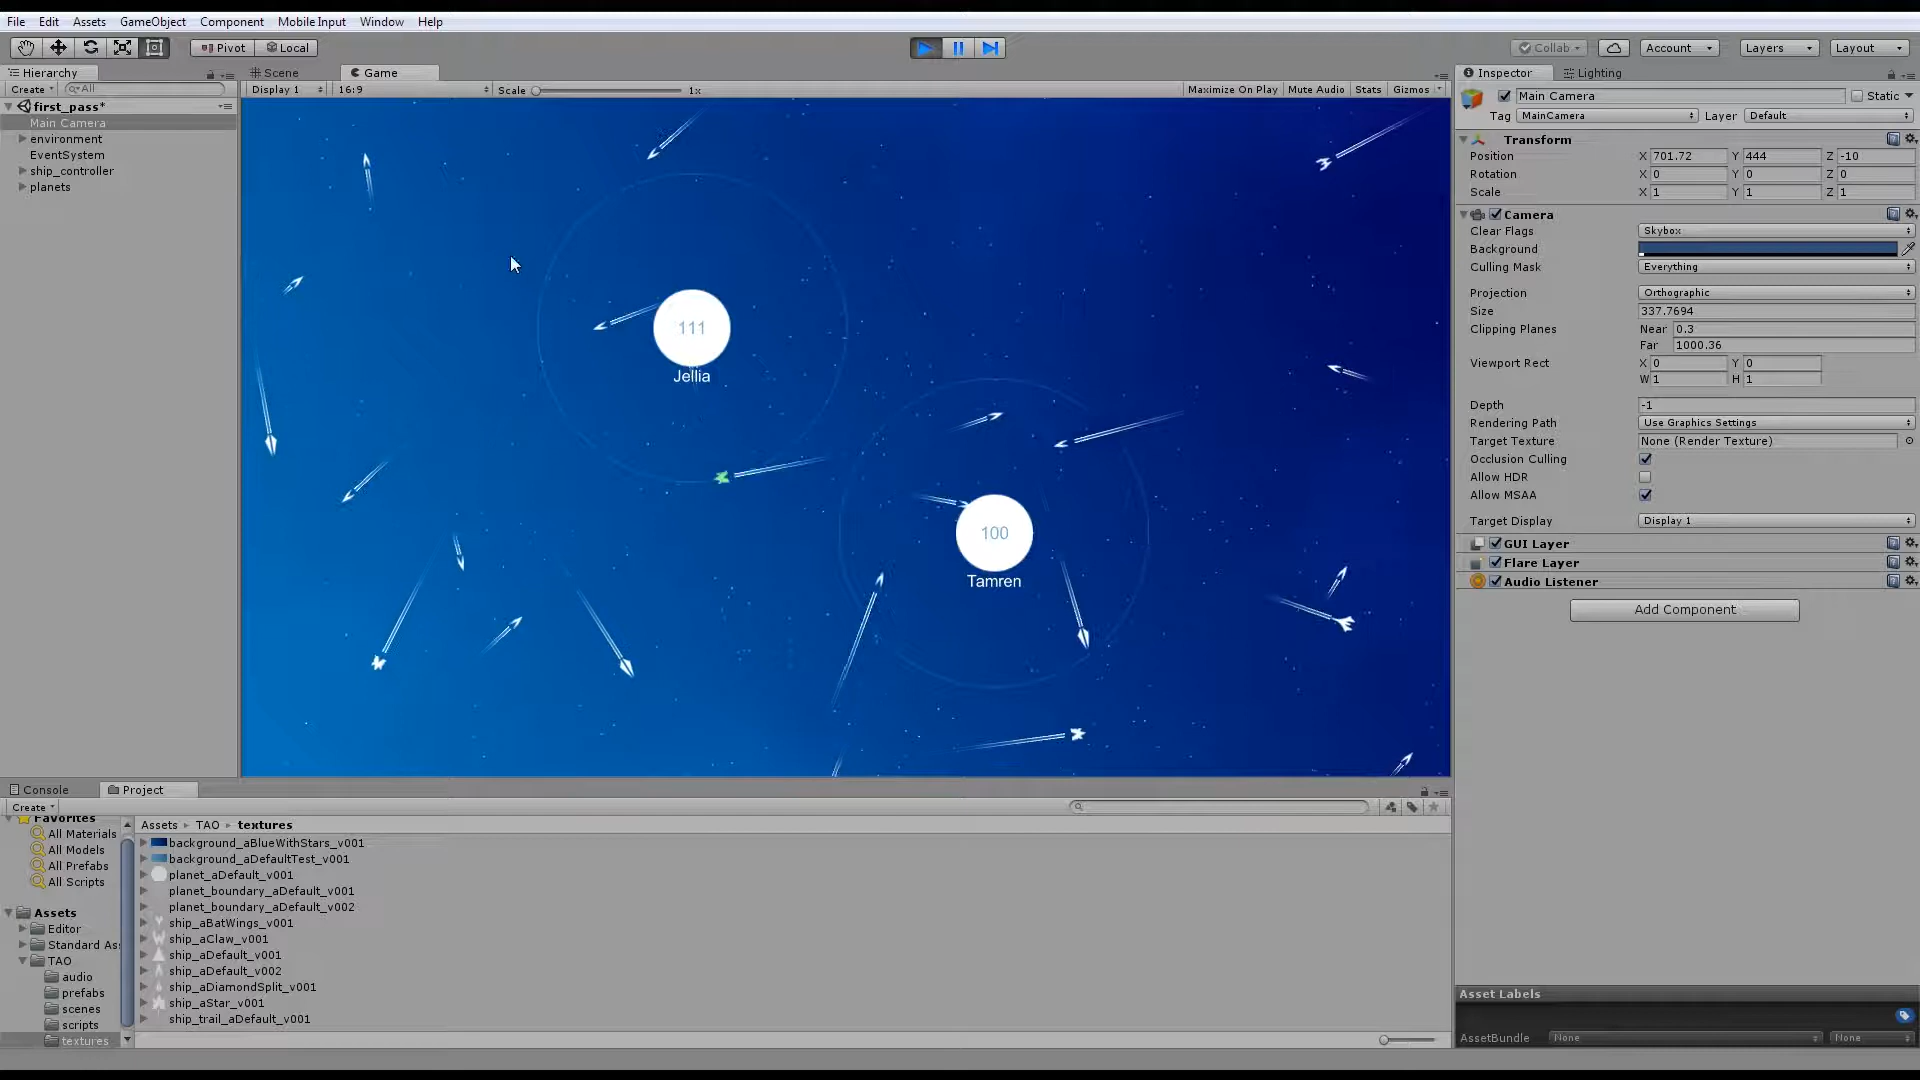 File Edit Assets GameObject Component Mobile Input Window Help
Pivot Local Collab Account Layers Layout
Hierarchy
Create All
first_pass*
Main Camera
environment
EventSystem
ship_controller
planets
Scene Game
Display 1 16:9 Scale 1x Maximize On Play Mute Audio Stats Gizmos
111
Jellia
100
Tamren
Inspector Lighting
Main Camera Static
Tag MainCamera Layer Default
Transform
Position X 701.72 Y 444 Z -10
Rotation X 0 Y 0 Z 0
Scale X 1 Y 1 Z 1
Camera
Clear Flags Skybox
Background
Culling Mask Everything
Projection Orthographic
Size 337.7694
Clipping Planes Near 0.3
Far 1000.36
Viewport Rect X 0 Y 0
W 1 H 1
Depth -1
Rendering Path Use Graphics Settings
Target Texture None (Render Texture)
Occlusion Culling
Allow HDR
Allow MSAA
Target Display Display 1
GUI Layer
Flare Layer
Audio Listener
Add Component
Console Project
Create
Favorites
All Materials
All Models
All Prefabs
All Scripts
Assets
Editor
Standard As
TAO
audio
prefabs
scenes
scripts
textures
Assets TAO textures
background_aBlueWithStars_v001
background_aDefaultTest_v001
planet_aDefault_v001
planet_boundary_aDefault_v001
planet_boundary_aDefault_v002
ship_aBatWings_v001
ship_aClaw_v001
ship_aDefault_v001
ship_aDefault_v002
ship_aDiamondSplit_v001
ship_aStar_v001
ship_trail_aDefault_v001
Asset Labels
AssetBundle None None